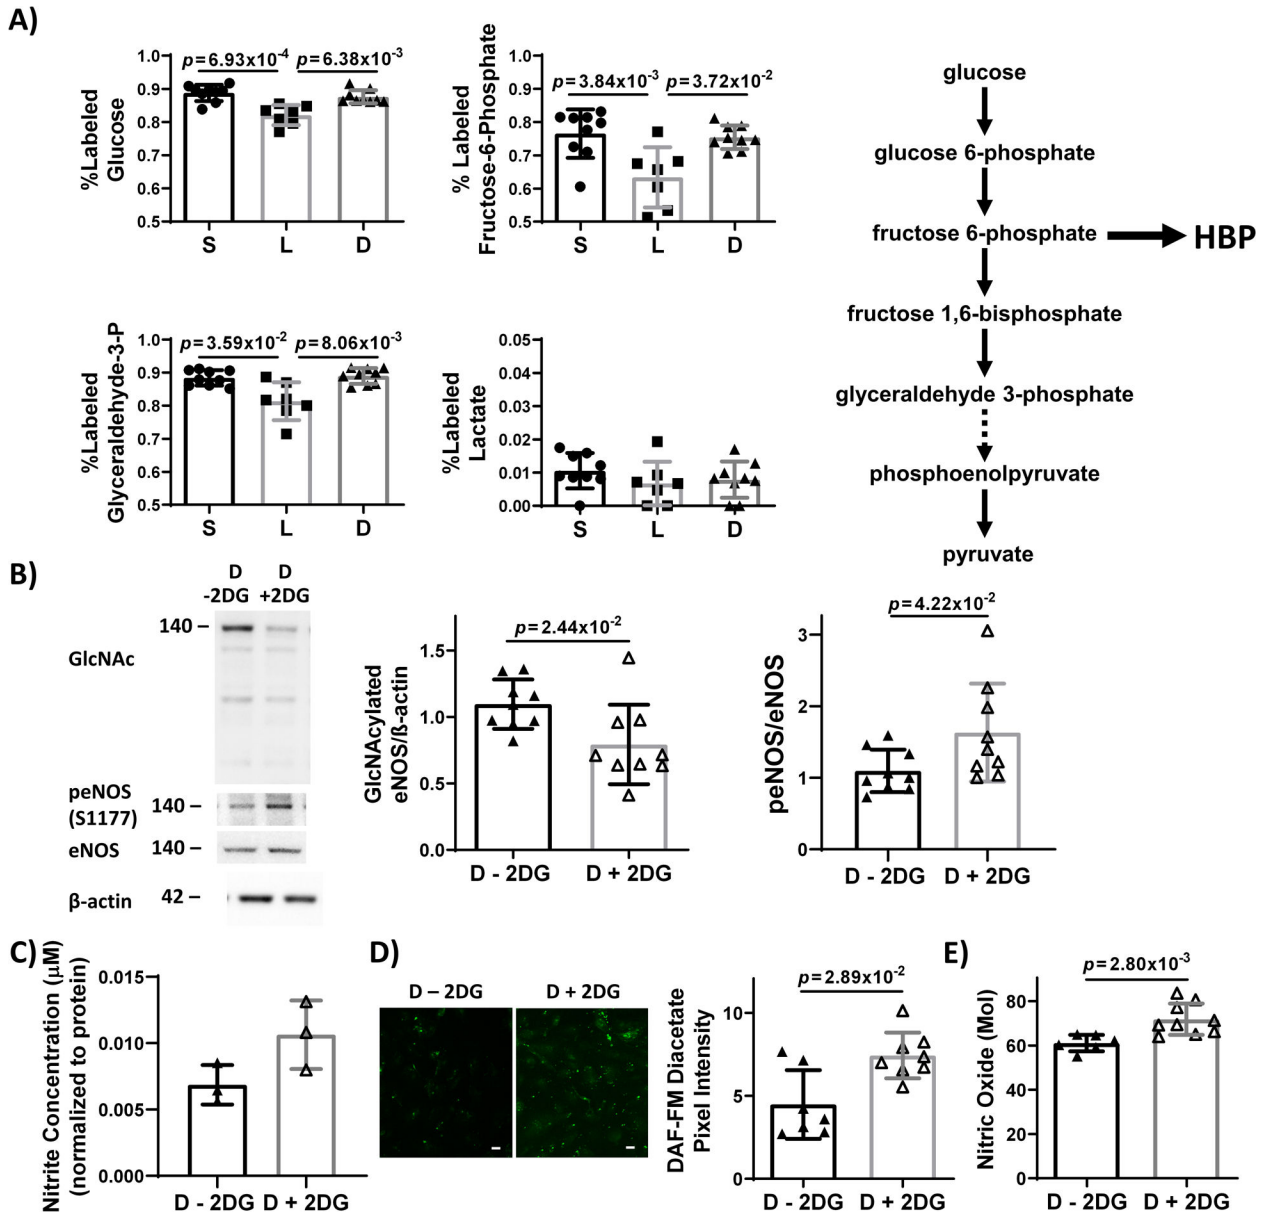 A)
%Labeled
Glucose
1.0
0.9
0.8
0.7
0.6
0.5
p=6.93x10-4
p=6.38x10-3
S
L
D
% Labeled
Fructose-6-Phosphate
1.0
0.9
0.8
0.7
0.6
0.5
p=3.84x10-3
p=3.72x10-2
S
L
D
%Labeled
Glyceraldehyde-3-P
1.0
0.9
0.8
0.7
0.6
0.5
p=3.59x10-2
p=8.06x10-3
S
L
D
%Labeled
Lactate
0.05
0.04
0.03
0.02
0.01
0.00
S
L
D
glucose
glucose 6-phosphate
fructose 6-phosphate
HBP
fructose 1,6-bisphosphate
glyceraldehyde 3-phosphate
phosphoenolpyruvate
pyruvate
B)
D
-2DG
D
+2DG
GlcNAc
140
peNOS
(S1177)
140
eNOS
140
β-actin
42
GlcNAcylated
eNOS/ß-actin
1.5
1.0
0.5
0.0
p=2.44x10-2
D - 2DG
D + 2DG
peNOS/eNOS
3
2
1
0
p=4.22x10-2
D - 2DG
D + 2DG
C)
Nitrite Concentration (µM)
(normalized to protein)
0.015
0.010
0.005
0.000
D - 2DG
D + 2DG
D)
D – 2DG
D + 2DG
DAF-FM Diacetate
Pixel Intensity
10
5
0
p=2.89x10-2
D - 2DG
D + 2DG
E)
Nitric Oxide (Mol)
80
60
40
20
0
p=2.80x10-3
D - 2DG
D + 2DG